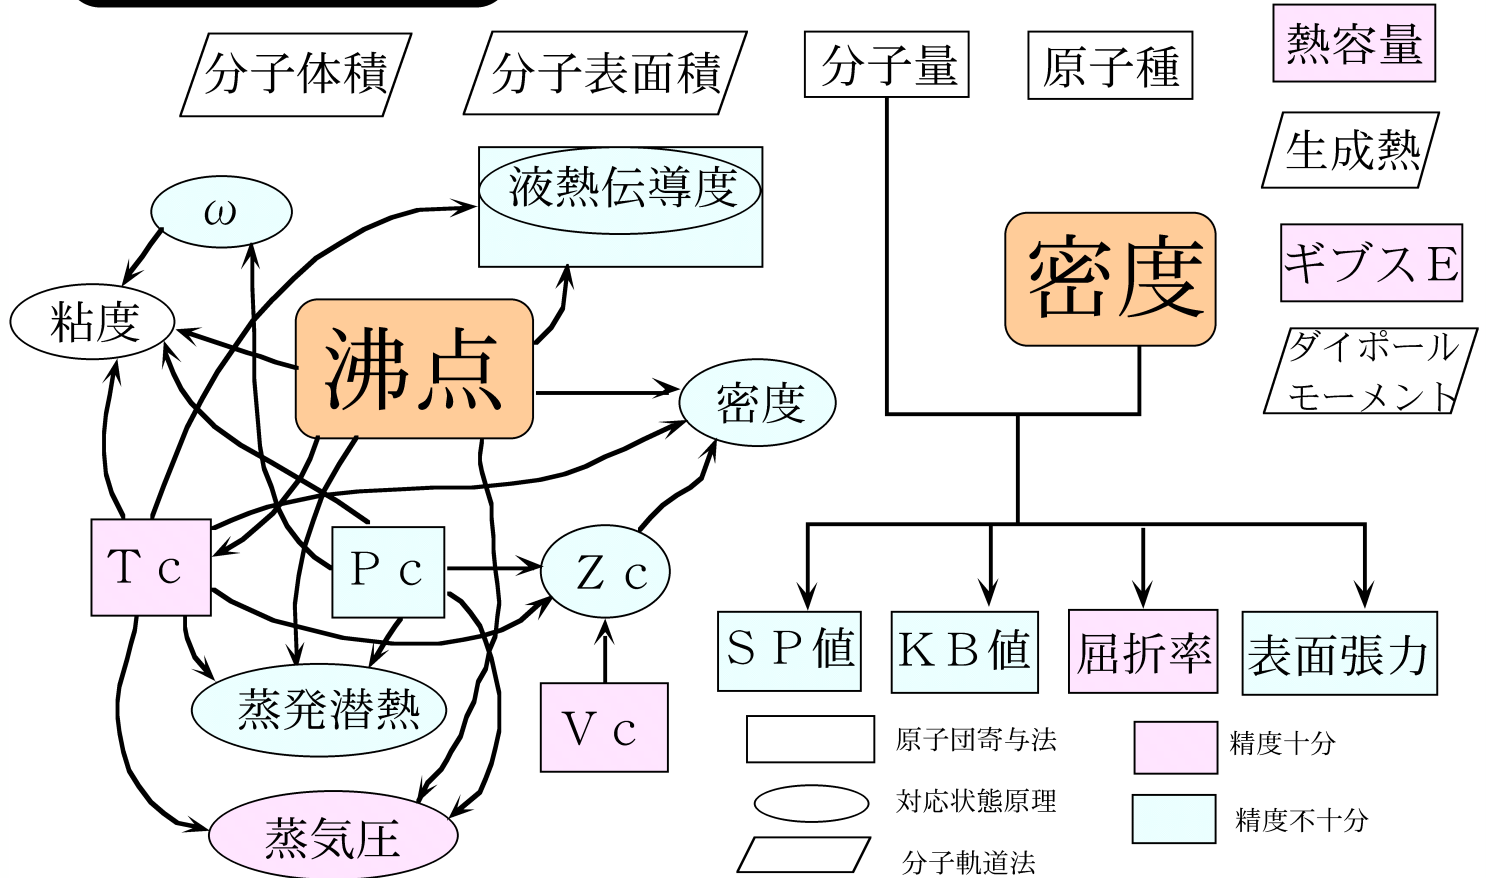 分子体積
分子表面積
分子量
原子種
熱容量
生成熱
液熱伝導度
ω
密度
ギブスE
粘度
沸点
ダイポール
モーメント
密度
Tc
Pc
Zc
SP値
KB値
屈折率
表面張力
蒸発潜熱
Vc
原子団寄与法
精度十分
対応状態原理
精度不十分
蒸気圧
分子軌道法